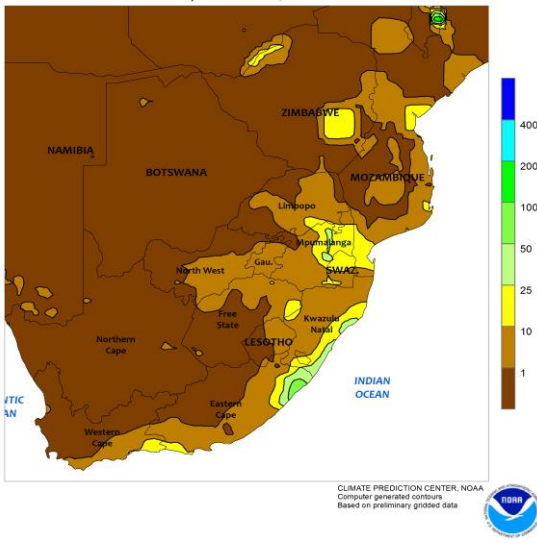 ZIMBABWE
NAMIBIA
BOTSWANA
MOZAMBIQUE
Limpopo
Mpumalanga
Gau.
SWAZ.
North West
Free
State
Kwazulu
Natal
LESOTHO
Northern
Cape
Eastern
Cape
Western
Cape
NTIC
AN
INDIAN
OCEAN
400
200
100
50
25
10
1
CLIMATE PREDICTION CENTER, NOAA
Computer generated contours
Based on preliminary gridded data
NOAA